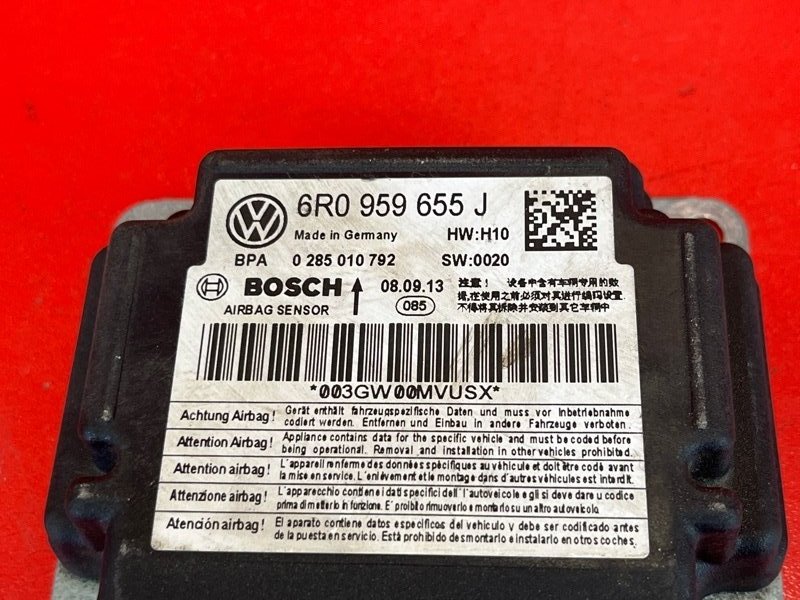 6R0 959 655 J
Made in Germany HW:H10
BPA 0 285 010 792 SW:0020
BOSCH 08.09.13
AIRBAG SENSOR 085
注意! 设备中含有车辆专用的数
据,在使用之前必须对其进行编码设置
不得将其拆除并安装到其它车辆中
*003GW00MVUSX*
Achtung Airbag! Gerät enthält fahrzeugspezifische Daten und muss vor Inbetriebnahme
codiert werden. Entfernen und Einbau in andere Fahrzeuge verboten.
Attention Airbag! Appliance contains data for the specific vehicle and must be coded before
being operational. Removal and installation in other vehicles prohibited.
Attention airbag! L'appareil renferme des données spécifiques au véhicule et doit être codé avant
la mise en service. L'enlèvement et le montage dans d'autres véhicules est interdit.
Attenzione airbag! L'apparecchio contiene i dati specifici dell'l'autoveicolo e gli si deve dare u codice
prima di metterlo in funzione. E' proibito rimuoverlo e montarlo su un altro autoveicolo.
Atención airbag! El aparato contiene datos específicos del vehículo y debe ser codificado antes
de la puesta en servicio. Está prohibido desmontarlo e instalarlo en otros coches.